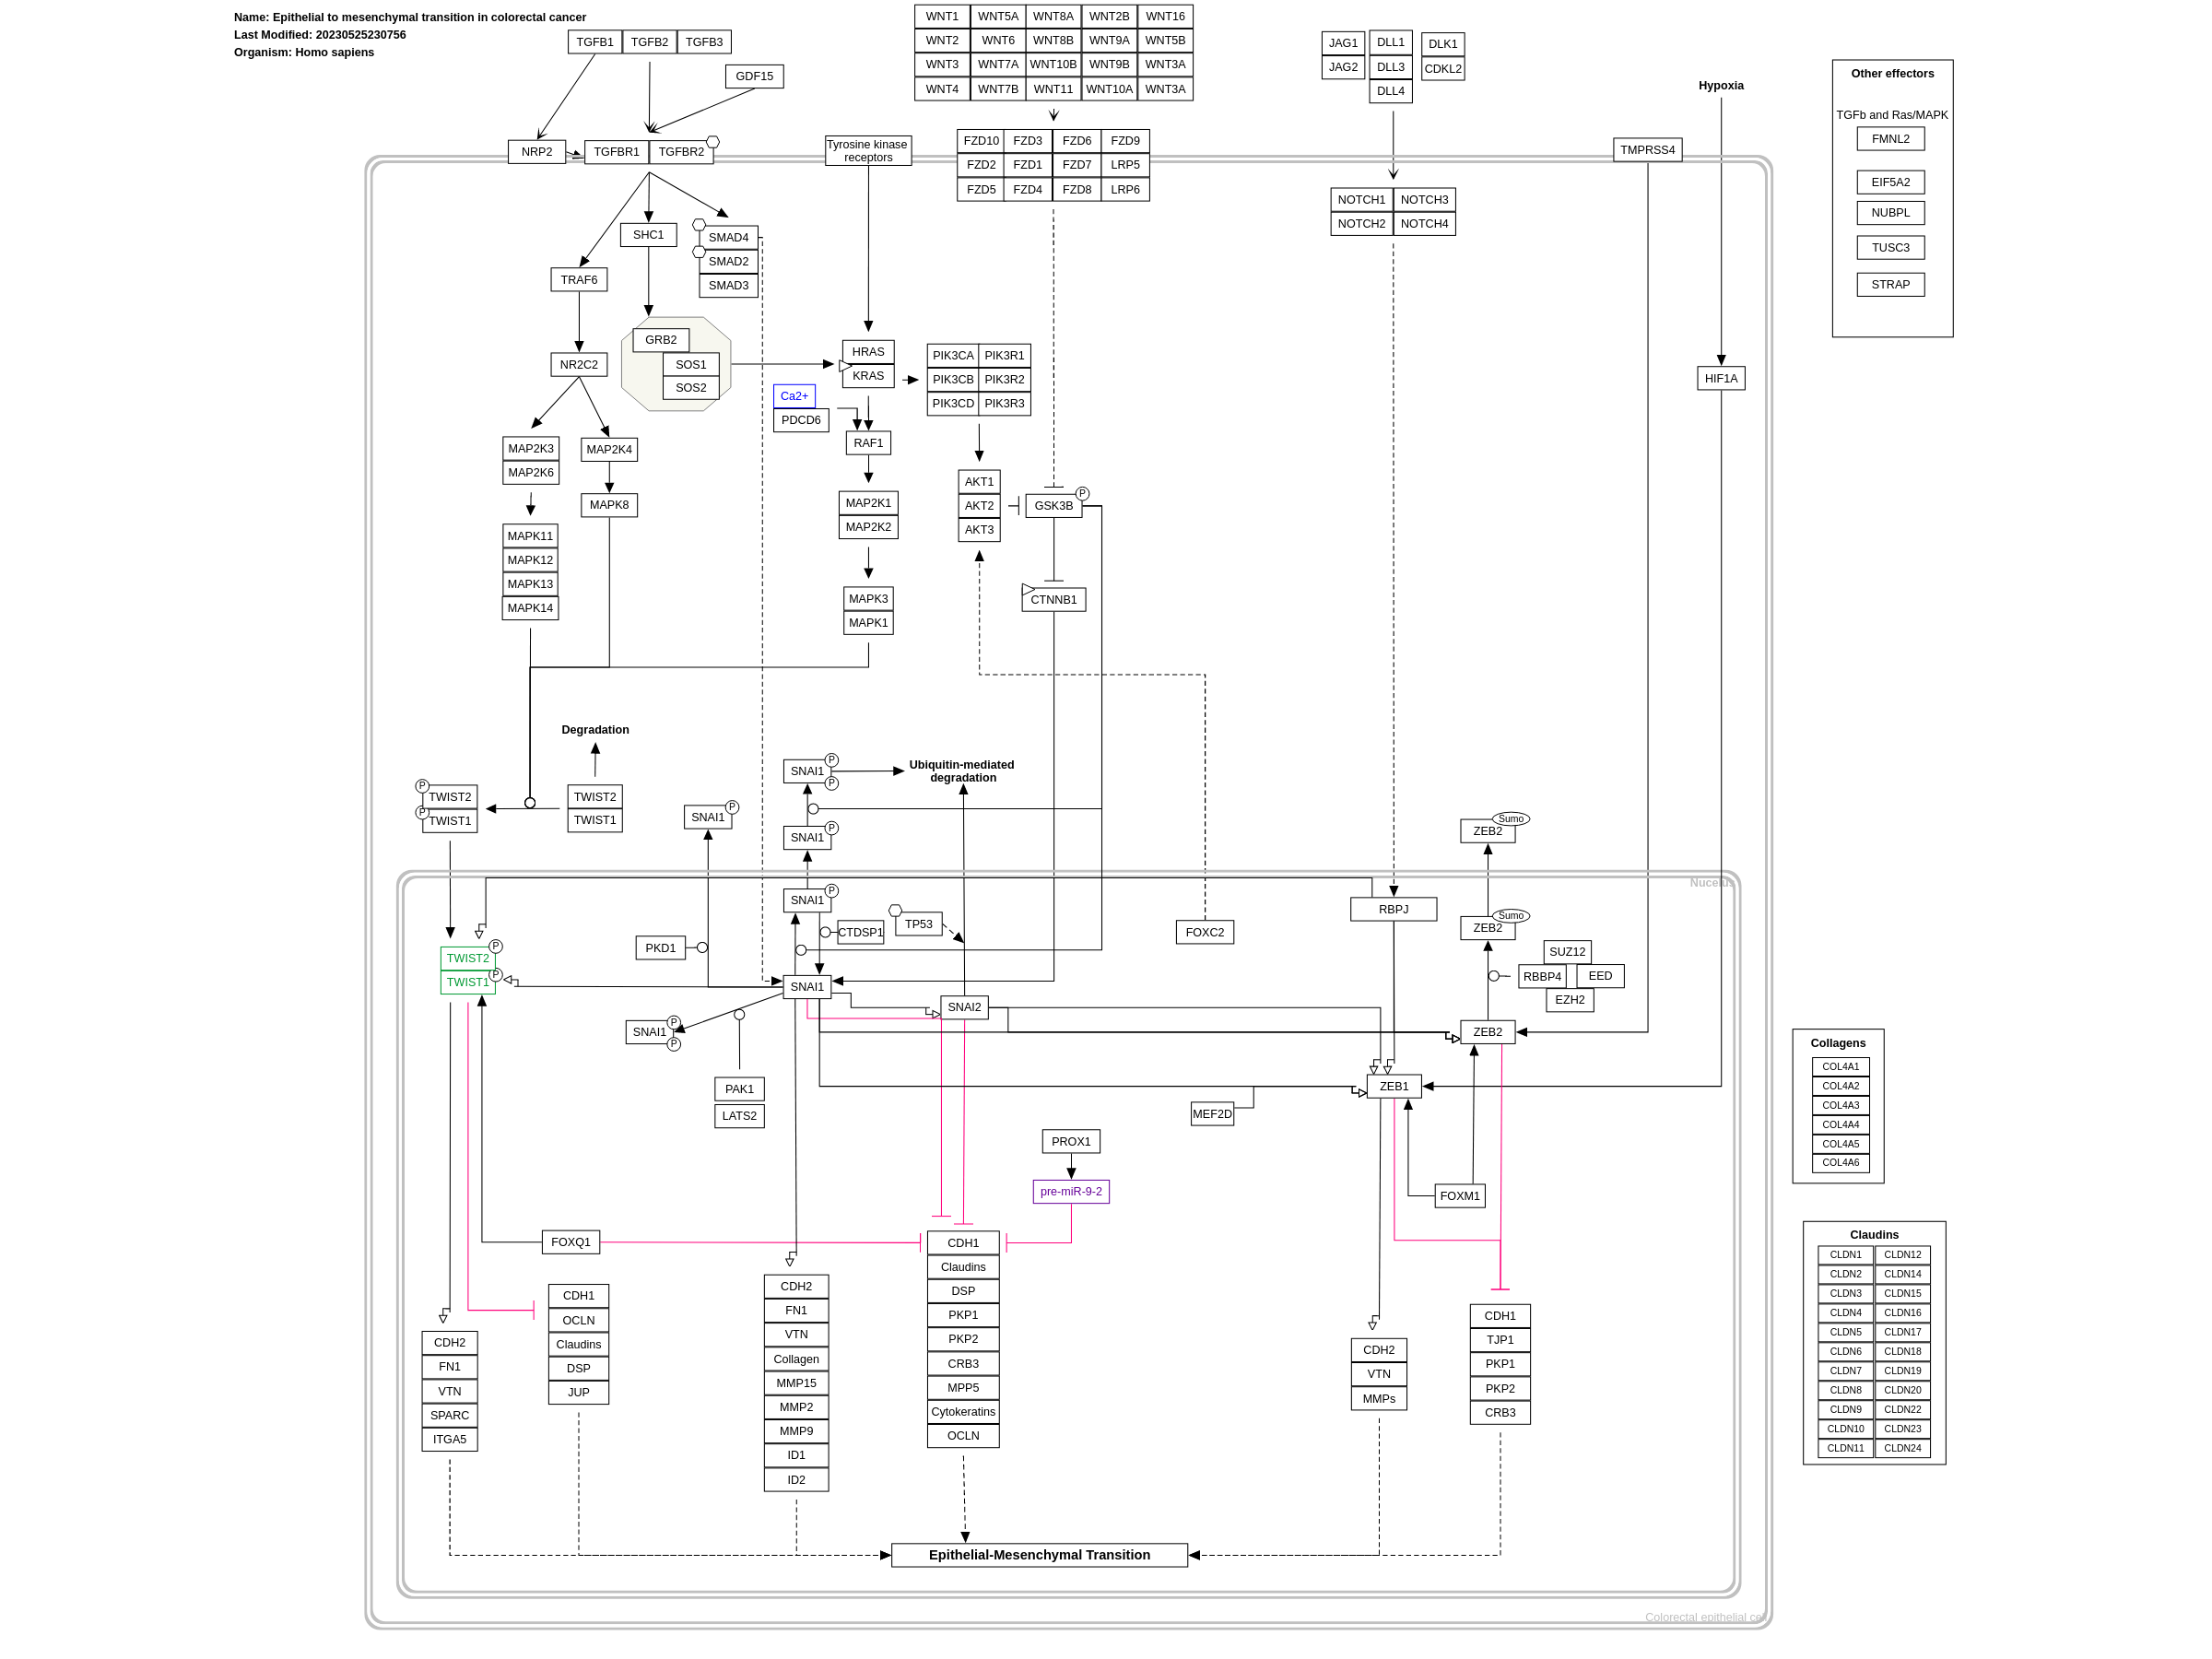 Name: Epithelial to mesenchymal transition in colorectal cancer
Last Modified: 20230525230756
Organism: Homo sapiens
TGFB1 TGFB2 TGFB3
GDF15
WNT1 WNT5A WNT8A WNT2B WNT16
WNT2 WNT6 WNT8B WNT9A WNT5B
WNT3 WNT7A WNT10B WNT9B WNT3A
WNT4 WNT7B WNT11 WNT10A WNT3A
JAG1 DLL1 DLK1
JAG2 DLL3 CDKL2
DLL4
Hypoxia
Other effectors
TGFb and Ras/MAPK
FMNL2
EIF5A2
NUBPL
TUSC3
STRAP
NRP2 TGFBR1 TGFBR2
Tyrosine kinase
receptors
FZD10 FZD3 FZD6 FZD9
FZD2 FZD1 FZD7 LRP5
FZD5 FZD4 FZD8 LRP6
TMPRSS4
NOTCH1 NOTCH3
NOTCH2 NOTCH4
SHC1
SMAD4
SMAD2
SMAD3
TRAF6
GRB2
SOS1
SOS2
NR2C2
HRAS
KRAS
PIK3CA PIK3R1
PIK3CB PIK3R2
PIK3CD PIK3R3
HIF1A
Ca2+
PDCD6
RAF1
MAP2K3
MAP2K6
MAP2K4
MAPK8
MAP2K1
MAP2K2
AKT1
AKT2
AKT3
GSK3B
P
MAPK11
MAPK12
MAPK13
MAPK14
MAPK3
MAPK1
CTNNB1
Degradation
Ubiquitin-mediated
degradation
SNAI1
P
P
P
TWIST2
P
TWIST1
TWIST2
TWIST1
SNAI1
P
SNAI1
P
ZEB2
Sumo
Nucelus
SNAI1
P
CTDSP1
TP53
FOXC2
RBPJ
ZEB2
Sumo
PKD1
SUZ12
RBBP4 EED
EZH2
TWIST2
P
TWIST1
P
SNAI1
SNAI2
SNAI1
P
P
ZEB2
PAK1
LATS2
ZEB1
MEF2D
PROX1
pre-miR-9-2
FOXM1
FOXQ1
Collagens
COL4A1
COL4A2
COL4A3
COL4A4
COL4A5
COL4A6
CDH2
FN1
VTN
SPARC
ITGA5
CDH1
OCLN
Claudins
DSP
JUP
CDH2
FN1
VTN
Collagen
MMP15
MMP2
MMP9
ID1
ID2
CDH1
Claudins
DSP
PKP1
PKP2
CRB3
MPP5
Cytokeratins
OCLN
CDH2
VTN
MMPs
CDH1
TJP1
PKP1
PKP2
CRB3
Claudins
CLDN1 CLDN12
CLDN2 CLDN14
CLDN3 CLDN15
CLDN4 CLDN16
CLDN5 CLDN17
CLDN6 CLDN18
CLDN7 CLDN19
CLDN8 CLDN20
CLDN9 CLDN22
CLDN10 CLDN23
CLDN11 CLDN24
Epithelial-Mesenchymal Transition
Colorectal epithelial cell